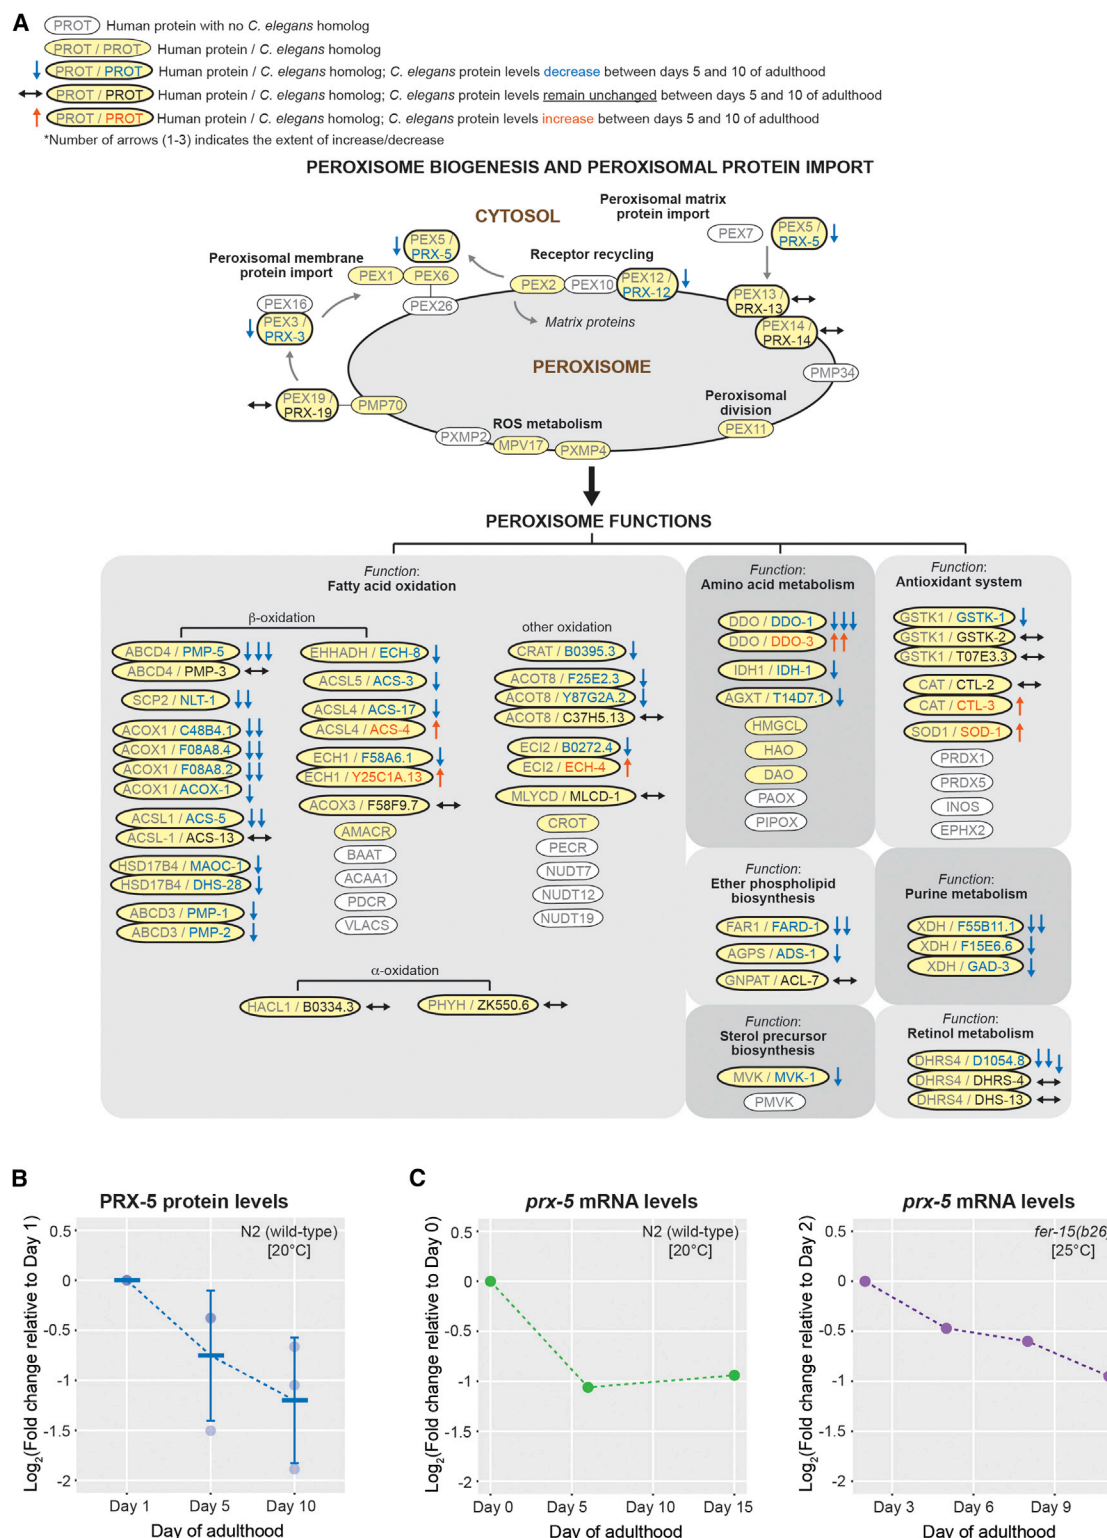 A
PROT Human protein with no C. elegans homolog
PROT / PROT Human protein / C. elegans homolog
PROT / PROT Human protein / C. elegans homolog; C. elegans protein levels decrease between days 5 and 10 of adulthood
PROT / PROT Human protein / C. elegans homolog; C. elegans protein levels remain unchanged between days 5 and 10 of adulthood
PROT / PROT Human protein / C. elegans homolog; C. elegans protein levels increase between days 5 and 10 of adulthood
*Number of arrows (1-3) indicates the extent of increase/decrease
PEROXISOME BIOGENESIS AND PEROXISOMAL PROTEIN IMPORT
CYTOSOL
Peroxisomal matrix
protein import
PEX7
PEX5 /
PRX-5
PEX5 /
PRX-5
Receptor recycling
Peroxisomal membrane
protein import
PEX1
PEX6
PEX26
PEX2
PEX10
PEX12 /
PRX-12
Matrix proteins
PEX13 /
PRX-13
PEX14 /
PRX-14
PEX16
PEX3 /
PRX-3
PEROXISOME
PMP34
PEX19 /
PRX-19
PMP70
Peroxisomal
division
PEX11
ROS metabolism
PXMP2
MPV17
PXMP4
PEROXISOME FUNCTIONS
Function:
Fatty acid oxidation
β-oxidation
ABCD4 / PMP-5
ABCD4 / PMP-3
SCP2 / NLT-1
ACOX1 / C48B4.1
ACOX1 / F08A8.4
ACOX1 / F08A8.2
ACOX1 / ACOX-1
ACSL1 / ACS-5
ACSL-1 / ACS-13
HSD17B4 / MAOC-1
HSD17B4 / DHS-28
ABCD3 / PMP-1
ABCD3 / PMP-2
EHHADH / ECH-8
ACSL5 / ACS-3
ACSL4 / ACS-17
ACSL4 / ACS-4
ECH1 / F58A6.1
ECH1 / Y25C1A.13
ACOX3 / F58F9.7
AMACR
BAAT
ACAA1
PDCR
VLACS
other oxidation
CRAT / B0395.3
ACOT8 / F25E2.3
ACOT8 / Y87G2A.2
ACOT8 / C37H5.13
ECI2 / B0272.4
ECI2 / ECH-4
MLYCD / MLCD-1
CROT
PECR
NUDT7
NUDT12
NUDT19
α-oxidation
HACL1 / B0334.3
PHYH / ZK550.6
Function:
Amino acid metabolism
DDO / DDO-1
DDO / DDO-3
IDH1 / IDH-1
AGXT / T14D7.1
HMGCL
HAO
DAO
PAOX
PIPOX
Function:
Antioxidant system
GSTK1 / GSTK-1
GSTK1 / GSTK-2
GSTK1 / T07E3.3
CAT / CTL-2
CAT / CTL-3
SOD1 / SOD-1
PRDX1
PRDX5
INOS
EPHX2
Function:
Ether phospholipid
biosynthesis
FAR1 / FARD-1
AGPS / ADS-1
GNPAT / ACL-7
Function:
Purine metabolism
XDH / F55B11.1
XDH / F15E6.6
XDH / GAD-3
Function:
Sterol precursor
biosynthesis
MVK / MVK-1
PMVK
Function:
Retinol metabolism
DHRS4 / D1054.8
DHRS4 / DHRS-4
DHRS4 / DHS-13
B
PRX-5 protein levels
N2 (wild-type)
[20°C]
Log2(Fold change relative to Day 1)
0.5
0
-0.5
-1
-1.5
-2
Day 1 Day 5 Day 10
Day of adulthood
C
prx-5 mRNA levels
N2 (wild-type)
[20°C]
Log2(Fold change relative to Day 0)
0.5
0
-0.5
-1
-1.5
-2
Day 0 Day 5 Day 10 Day 15
Day of adulthood
prx-5 mRNA levels
fer-15(b26
[25°C]
Log2(Fold change relative to Day 2)
0.5
0
-0.5
-1
-1.5
-2
Day 3 Day 6 Day 9
Day of adulthood